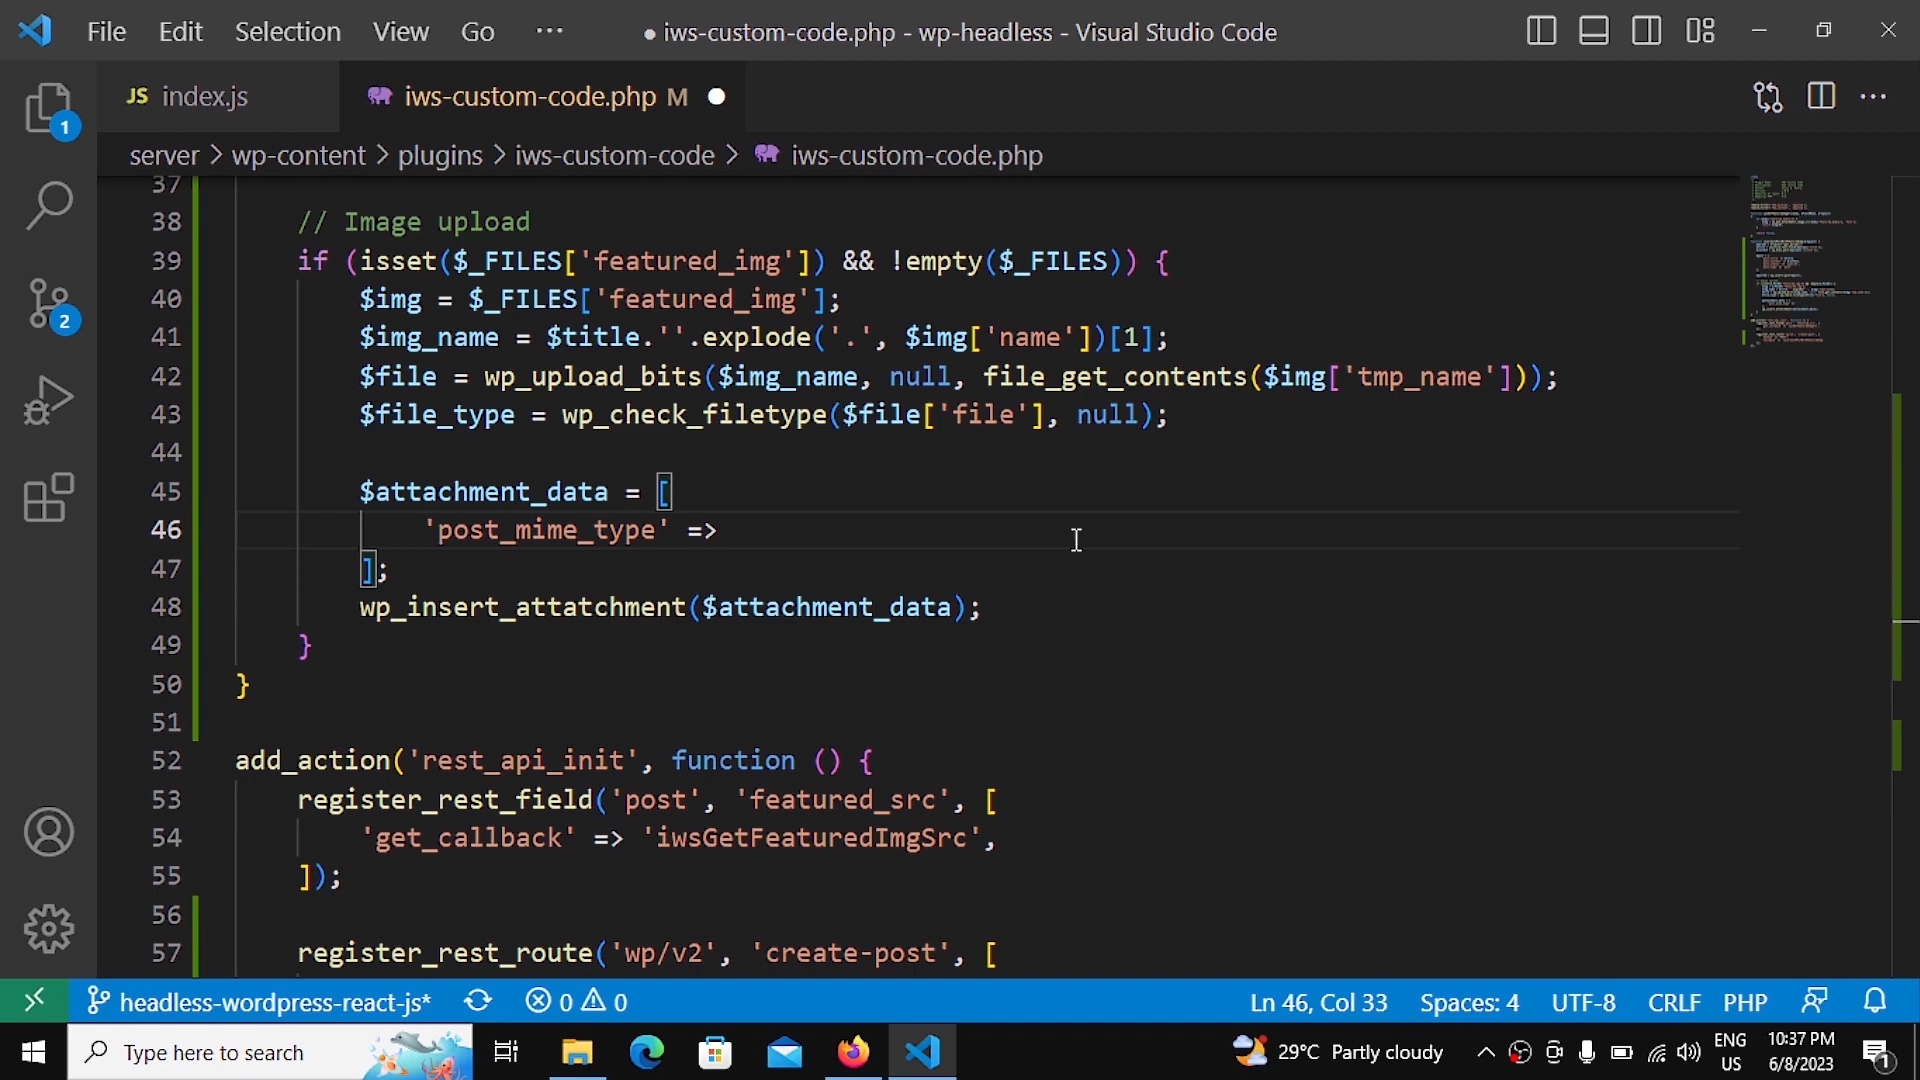 File Edit Selection View Go ··· ● iws-custom-code.php - wp-headless - Visual Studio Code
JS index.js iws-custom-code.php M ●
server > wp-content > plugins > iws-custom-code > iws-custom-code.php
37
38 // Image upload
39 if (isset($_FILES['featured_img']) && !empty($_FILES)) {
40 $img = $_FILES['featured_img'];
41 $img_name = $title.''.explode('.', $img['name'])[1];
42 $file = wp_upload_bits($img_name, null, file_get_contents($img['tmp_name']));
43 $file_type = wp_check_filetype($file['file'], null);
44
45 $attachment_data = [
46 'post_mime_type' =>
47 ];
48 wp_insert_attatchment($attachment_data);
49 }
50 }
51
52 add_action('rest_api_init', function () {
53 register_rest_field('post', 'featured_src', [
54 'get_callback' => 'iwsGetFeaturedImgSrc',
55 ]);
56
57 register_rest_route('wp/v2', 'create-post', [
1
2
headless-wordpress-react-js* 0 0 Ln 46, Col 33 Spaces: 4 UTF-8 CRLF PHP
Type here to search 29°C Partly cloudy ENG US 10:37 PM 6/8/2023 1